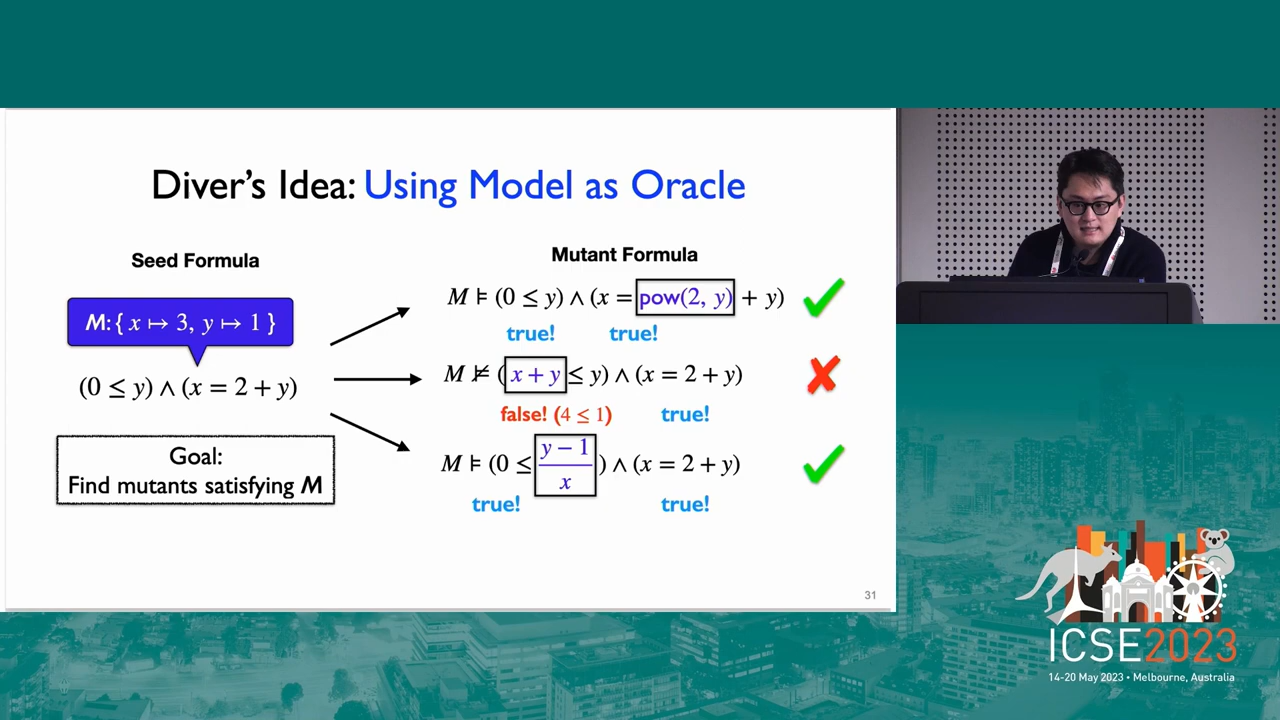 Diver's Idea: Using Model as Oracle
Seed Formula
M: { x ↦ 3, y ↦ 1 }
(0 ≤ y) ∧ (x = 2 + y)
Goal:
Find mutants satisfying M
Mutant Formula
M ⊨ (0 ≤ y) ∧ (x = pow(2, y) + y)
true! true!
M ⊭ (x + y ≤ y) ∧ (x = 2 + y)
false! (4 ≤ 1) true!
M ⊨ (0 ≤ (y − 1)/x) ∧ (x = 2 + y)
true! true!
31
ICSE2023
14-20 May 2023 • Melbourne, Australia